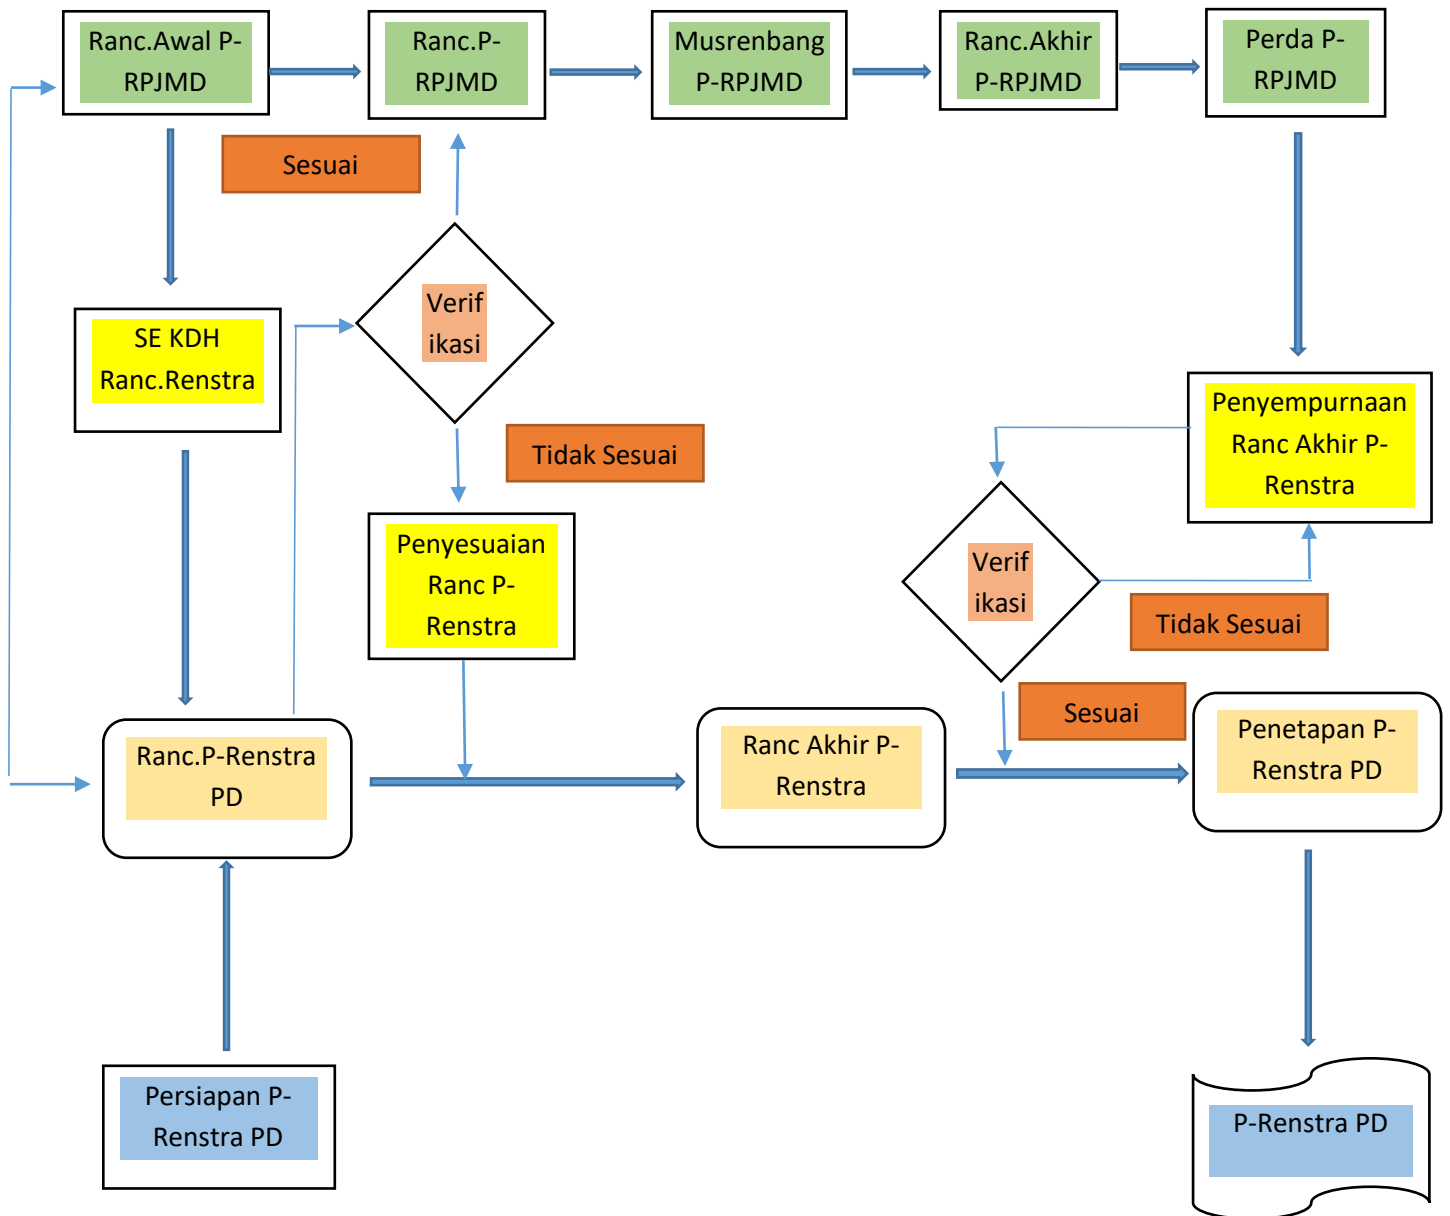 Ranc.Awal P-
RPJMD
Ranc.P-
RPJMD
Musrenbang
P-RPJMD
Ranc.Akhir
P-RPJMD
Perda P-
RPJMD
Sesuai
Verif
ikasi
SE KDH
Ranc.Renstra
Tidak Sesuai
Penyempurnaan
Ranc Akhir P-
Renstra
Penyesuaian
Ranc P-
Renstra
Verif
ikasi
Tidak Sesuai
Sesuai
Ranc.P-Renstra
PD
Ranc Akhir P-
Renstra
Penetapan P-
Renstra PD
Persiapan P-
Renstra PD
P-Renstra PD